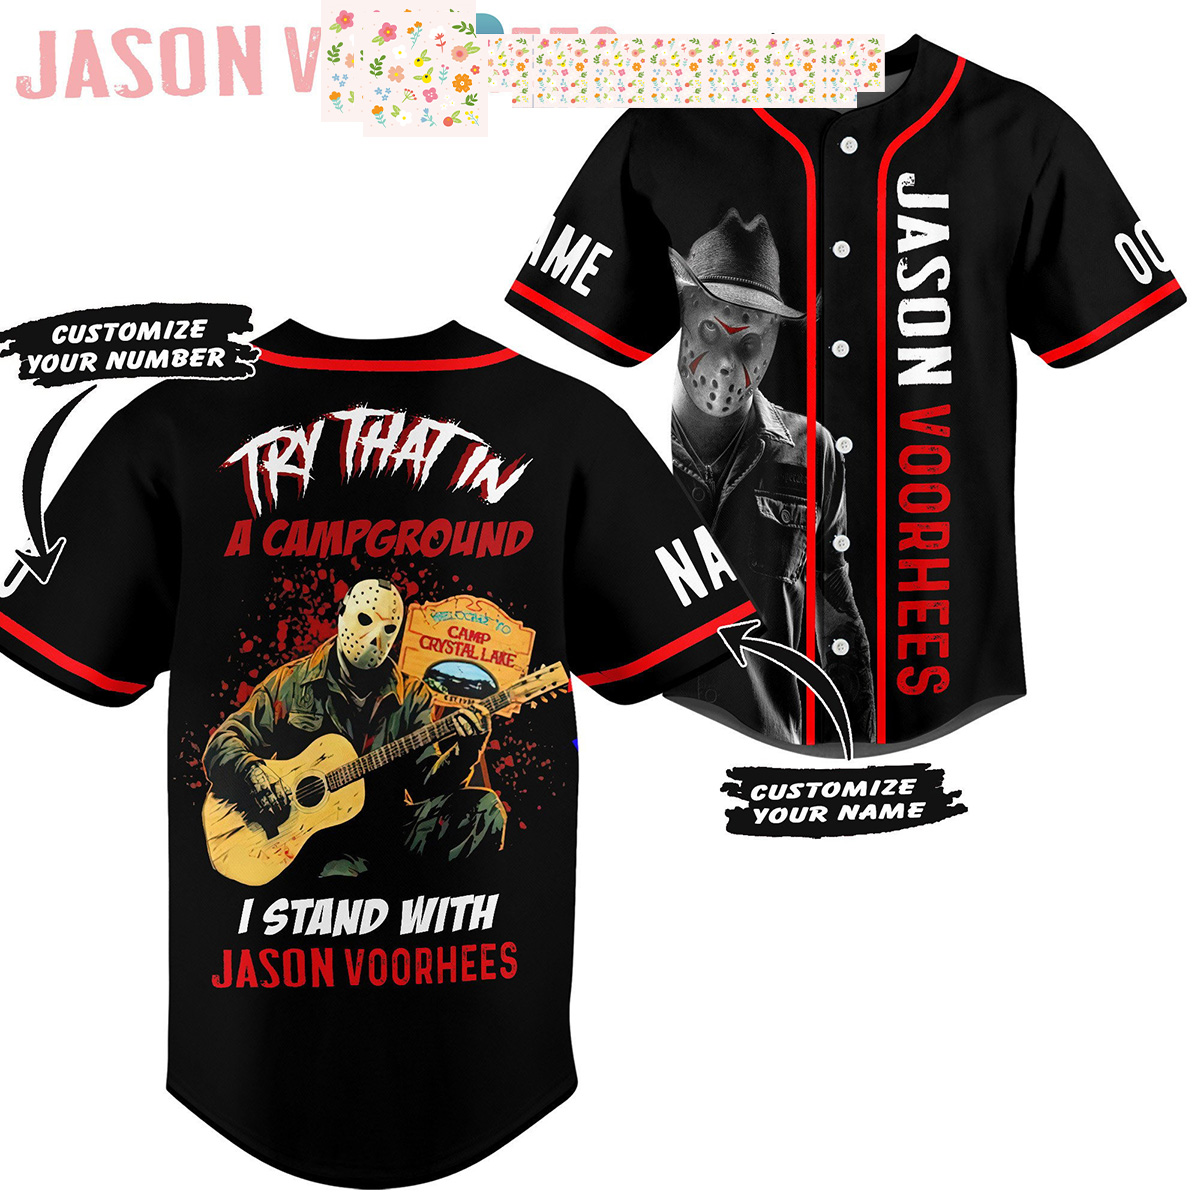 JASON
AME
00
JASON VOORHEES
CUSTOMIZE
YOUR NUMBER
TRY THAT IN
A CAMPGROUND
WELCOME TO
CAMP
CRYSTAL LAKE
NA
I STAND WITH
JASON VOORHEES
CUSTOMIZE
YOUR NAME